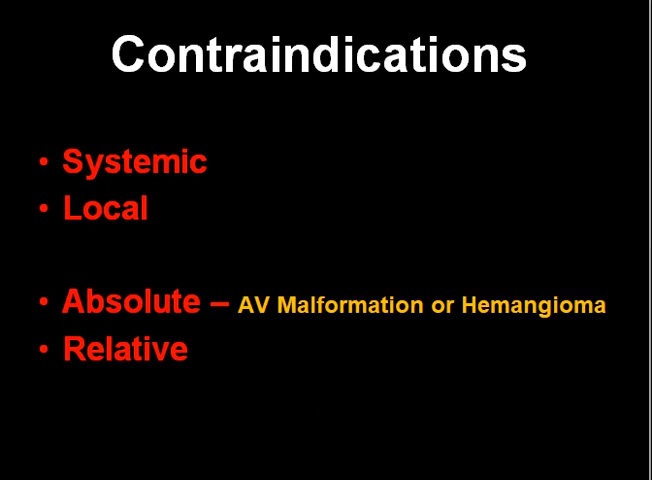 Contraindications
• Systemic
• Local
• Absolute – AV Malformation or Hemangioma
• Relative